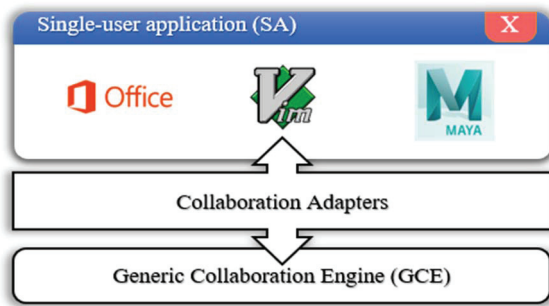 Single-user application (SA)
X
Office
Vim
M
MAYA
Collaboration Adapters
Generic Collaboration Engine (GCE)